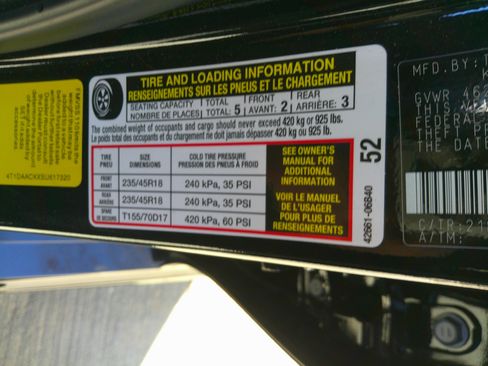 TIRE AND LOADING INFORMATION
RENSEIGNEMENTS SUR LES PNEUS ET LE CHARGEMENT
SEATING CAPACITY TOTAL 5 FRONT 2 REAR 3
NOMBRE DE PLACES TOTAL AVANT ARRIÈRE
The combined weight of occupants and cargo should never exceed 420 kg or 925 lbs.
Le poids total des occupants et du chargement ne doit jamais dépasser 420 kg ou 925 lb.
TIRE PNEU SIZE DIMENSIONS COLD TIRE PRESSURE PRESSION DES PNEUS À FROID
FRONT AVANT 235/45R18 240 kPa, 35 PSI
REAR ARRIÈRE 235/45R18 240 kPa, 35 PSI
SPARE DE SECOURS T155/70D17 420 kPa, 60 PSI
SEE OWNER'S
MANUAL FOR
ADDITIONAL
INFORMATION
VOIR LE MANUEL
DE L'USAGER
POUR PLUS DE
RENSEIGNEMENTS
52
42661-06B40
MFD.BY:
GVWR
FEDERAL
THEFT
THE DATE
C/TR:
A/TM: